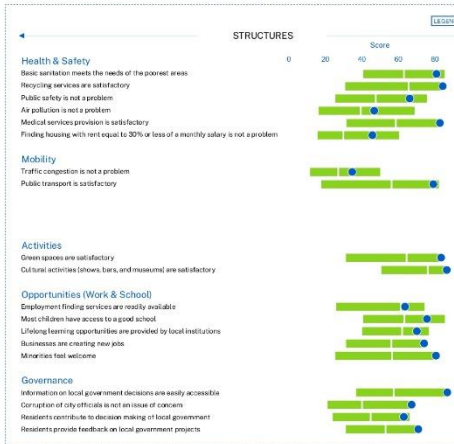 LEGEN
STRUCTURES
Score
Health & Safety
0 20 40 60 80
Basic sanitation meets the needs of the poorest areas
Recycling services are satisfactory
Public safety is not a problem
Air pollution is not a problem
Medical services provision is satisfactory
Finding housing with rent equal to 30% or less of a monthly salary is not a problem
Mobility
Traffic congestion is not a problem
Public transport is satisfactory
Activities
Green spaces are satisfactory
Cultural activities (shows, bars, and museums) are satisfactory
Opportunities (Work & School)
Employment finding services are readily available
Most children have access to a good school
Lifelong learning opportunities are provided by local institutions
Businesses are creating new jobs
Minorities feel welcome
Governance
Information on local government decisions are easily accessible
Corruption of city officials is not an issue of concern
Residents contribute to decision making of local government
Residents provide feedback on local government projects